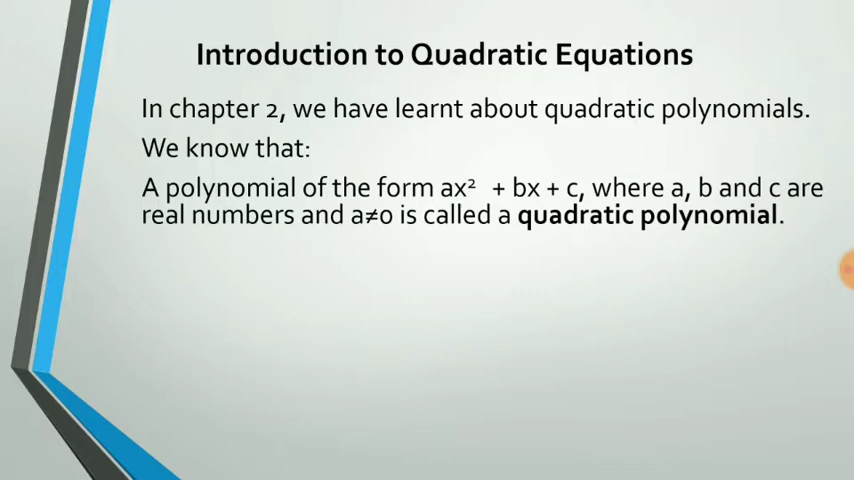 Introduction to Quadratic Equations
In chapter 2, we have learnt about quadratic polynomials.
We know that:
A polynomial of the form ax² + bx + c, where a, b and c are
real numbers and a≠0 is called a quadratic polynomial.